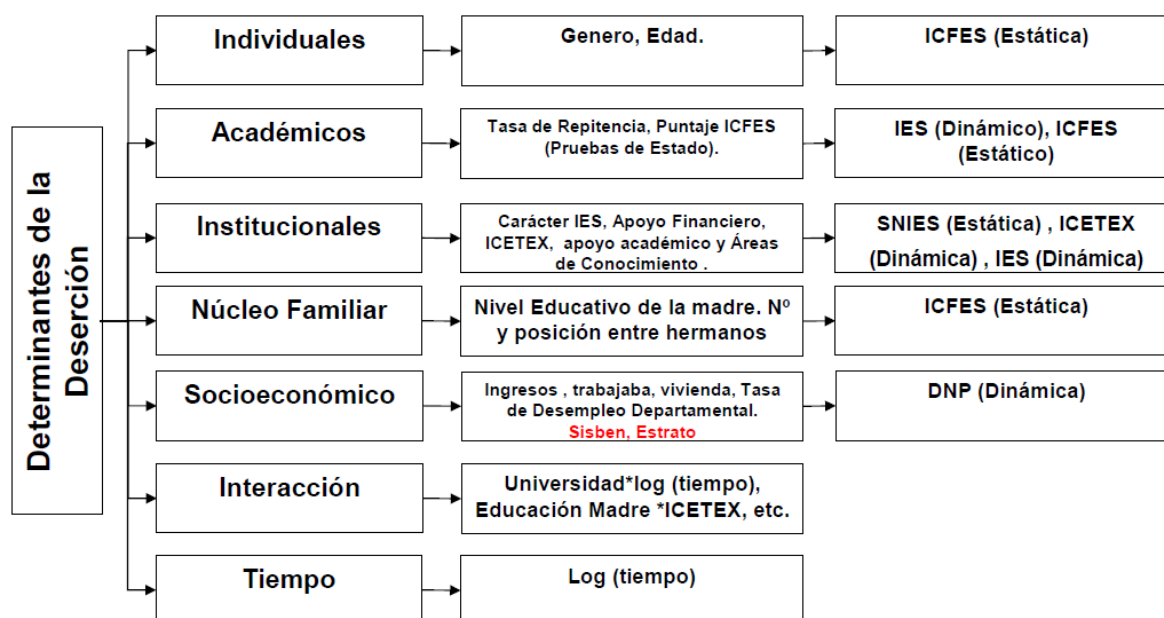 Determinantes de la
Deserción
Individuales
Genero, Edad.
ICFES (Estática)
Académicos
Tasa de Repitencia, Puntaje ICFES
(Pruebas de Estado).
IES (Dinámico), ICFES
(Estático)
Institucionales
Carácter IES, Apoyo Financiero,
ICETEX,  apoyo académico y Áreas
de Conocimiento .
SNIES (Estática) , ICETEX
(Dinámica) , IES (Dinámica)
Núcleo Familiar
Nivel Educativo de la madre. Nº
y posición entre hermanos
ICFES (Estática)
Socioeconómico
Ingresos , trabajaba, vivienda, Tasa
de Desempleo Departamental.
Sisben, Estrato
DNP (Dinámica)
Interacción
Universidad*log (tiempo),
Educación Madre *ICETEX, etc.
Tiempo
Log (tiempo)